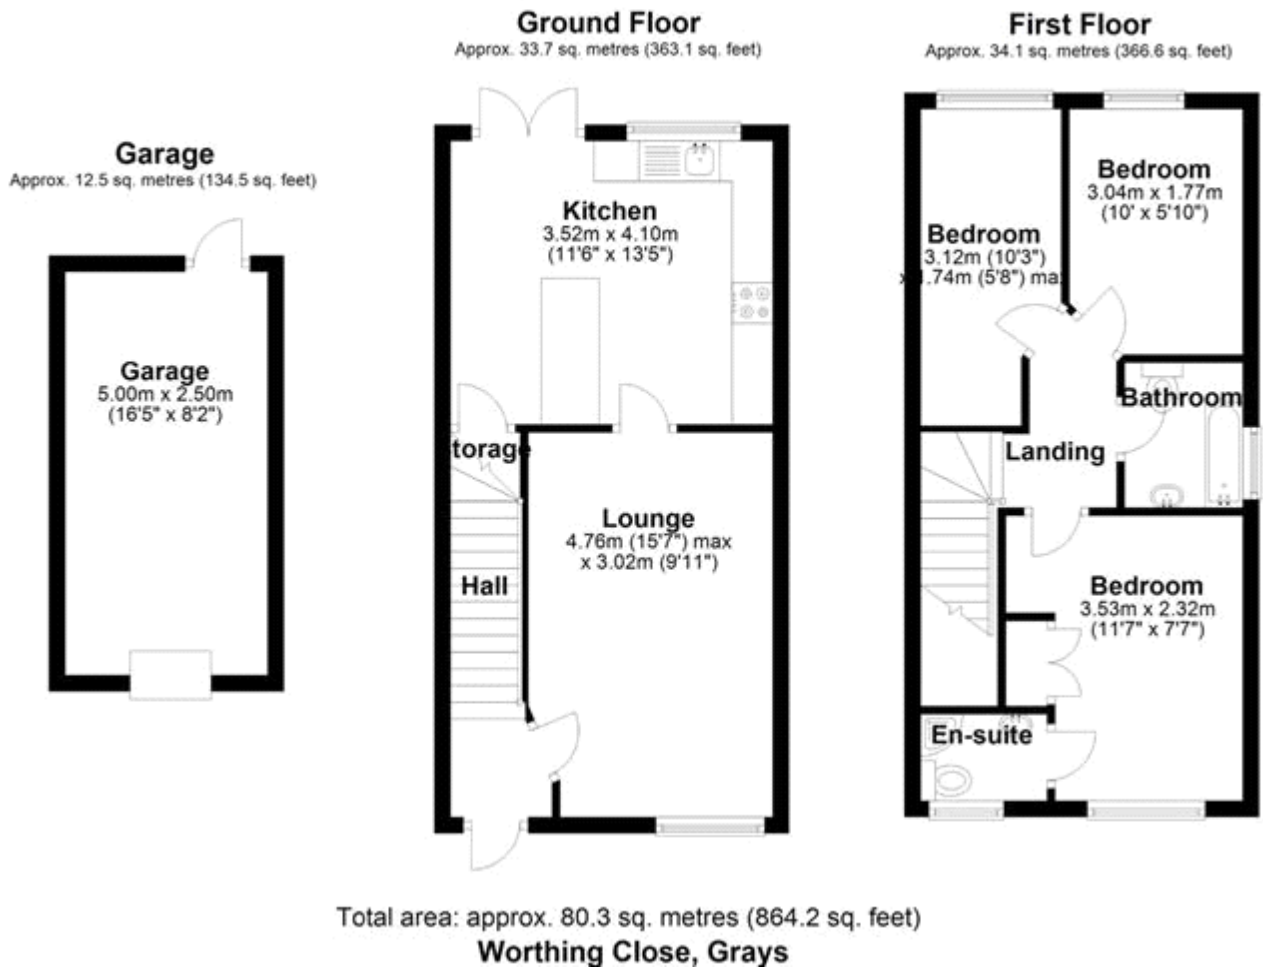 Garage
Approx. 12.5 sq. metres (134.5 sq. feet)
Garage
5.00m x 2.50m
(16'5" x 8'2")
Ground Floor
Approx. 33.7 sq. metres (363.1 sq. feet)
Kitchen
3.52m x 4.10m
(11'6" x 13'5")
torage
Lounge
4.76m (15'7") max
x 3.02m (9'11")
Hall
First Floor
Approx. 34.1 sq. metres (366.6 sq. feet)
Bedroom
3.04m x 1.77m
(10' x 5'10")
Bedroom
3.12m (10'3")
x 1.74m (5'8") max
Bathroom
Landing
Bedroom
3.53m x 2.32m
(11'7" x 7'7")
En-suite
Total area: approx. 80.3 sq. metres (864.2 sq. feet)
Worthing Close, Grays